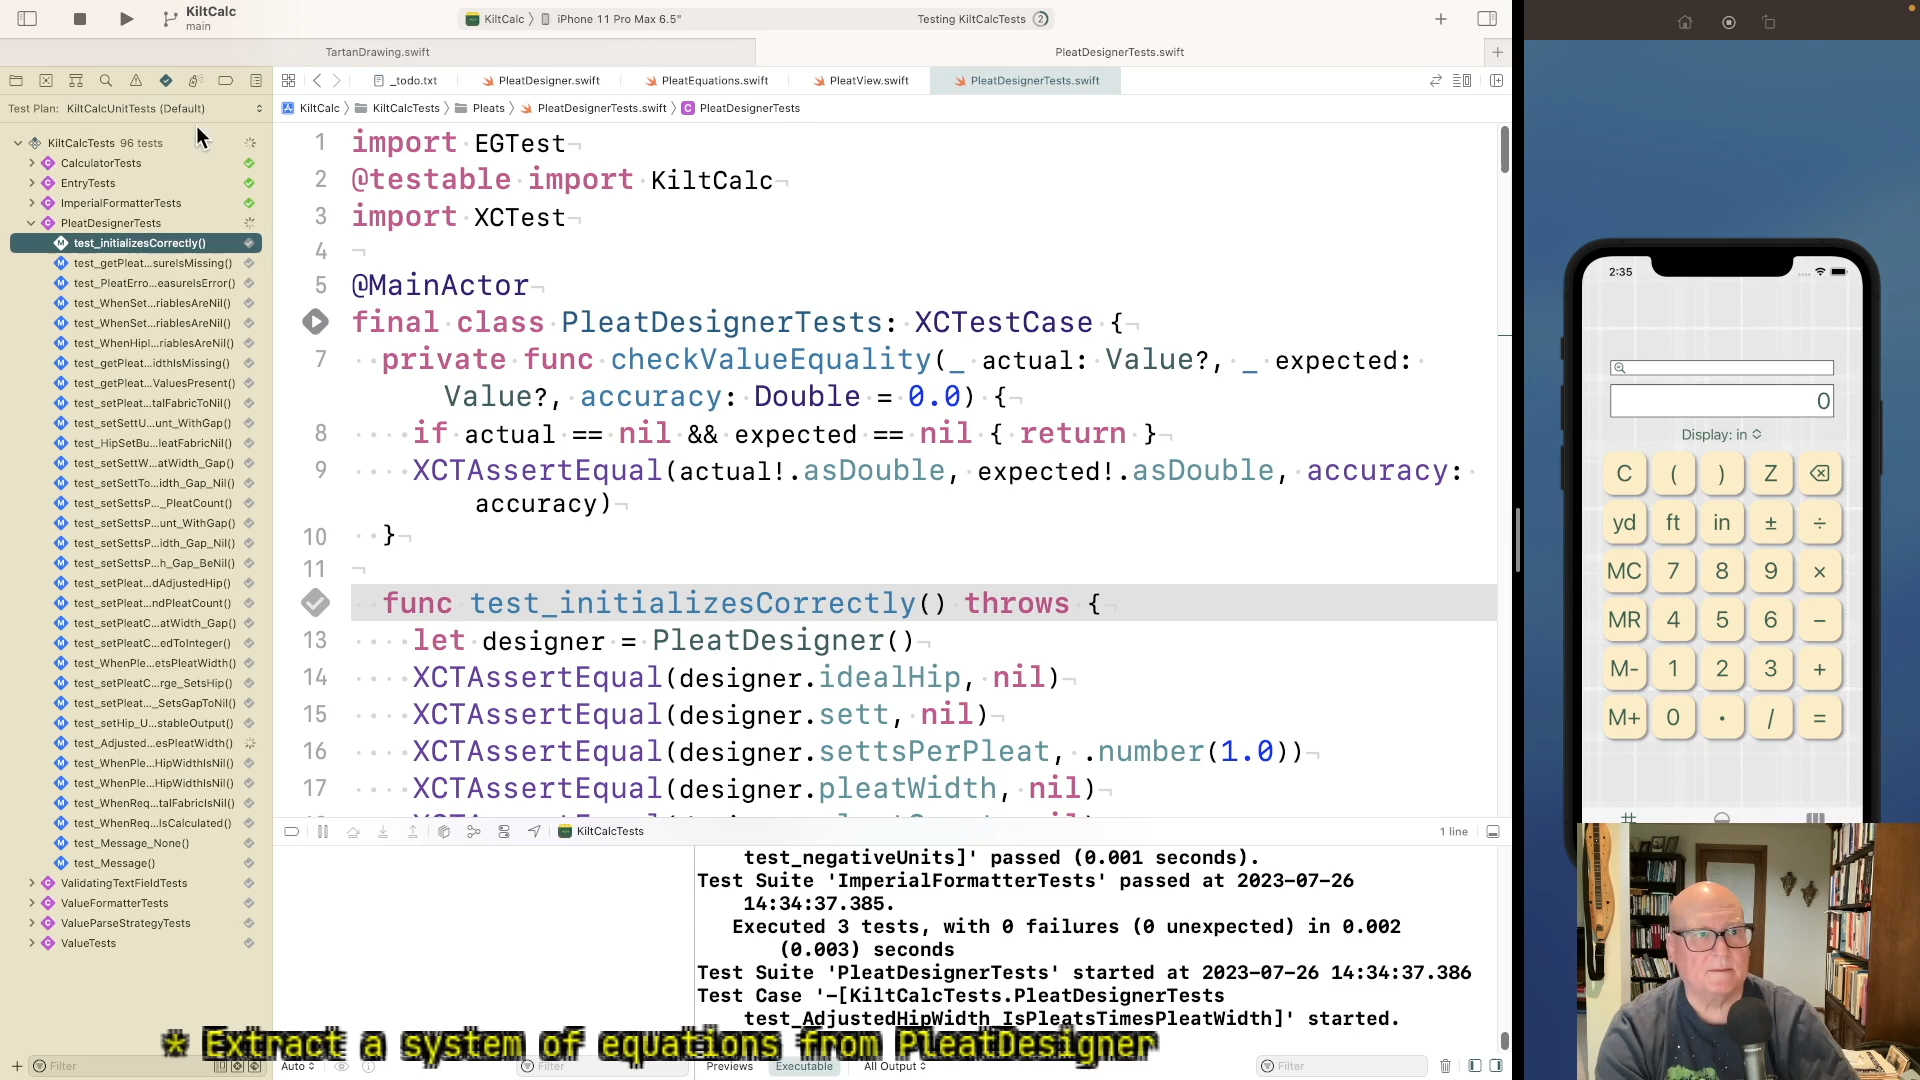 KiltCalc
main
KiltCalc
iPhone 11 Pro Max 6.5"
Testing KiltCalcTests
2
TartanDrawing.swift
PleatDesignerTests.swift
_todo.txt
PleatDesigner.swift
PleatEquations.swift
PleatView.swift
PleatDesignerTests.swift
Test Plan: KiltCalcUnitTests (Default)
KiltCalc
KiltCalcTests
Pleats
PleatDesignerTests.swift
C PleatDesignerTests
KiltCalcTests 96 tests
C CalculatorTests
C EntryTests
C ImperialFormatterTests
C PleatDesignerTests
M test_initializesCorrectly()
M test_getPleat...sureIsMissing()
M test_PleatErro...easureIsError()
M test_WhenSet...riablesAreNil()
M test_WhenSet...riablesAreNil()
M test_WhenHipI...riablesAreNil()
M test_getPleat...idthIsMissing()
M test_getPleat...ValuesPresent()
M test_setPleat...talFabricToNil()
M test_setSettU...unt_WithGap()
M test_HipSetBu...leatFabricNil()
M test_setSettW...atWidth_Gap()
M test_setSettTo...idth_Gap_Nil()
M test_setSettsP..._PleatCount()
M test_setSettsP...unt_WithGap()
M test_setSettsP...idth_Gap_Nil()
M test_setSettsP...h_Gap_BeNil()
M test_setPleat...dAdjustedHip()
M test_setPleat...ndPleatCount()
M test_setPleatC...atWidth_Gap()
M test_setPleatC...edToInteger()
M test_WhenPle...etsPleatWidth()
M test_setPleatC...rge_SetsHip()
M test_setPleat..._SetsGapToNil()
M test_setHip_U...stableOutput()
M test_Adjusted...esPleatWidth()
M test_WhenPle...HipWidthIsNil()
M test_WhenPle...HipWidthIsNil()
M test_WhenReq...talFabricIsNil()
M test_WhenReq...IsCalculated()
M test_Message_None()
M test_Message()
C ValidatingTextFieldTests
C ValueFormatterTests
C ValueParseStrategyTests
C ValueTests
Filter
1 import EGTest
2 @testable import KiltCalc
3 import XCTest
4
5 @MainActor
final class PleatDesignerTests: XCTestCase {
7 private func checkValueEquality(_ actual: Value?, _ expected:
Value?, accuracy: Double = 0.0) {
8 if actual == nil && expected == nil { return }
9 XCTAssertEqual(actual!.asDouble, expected!.asDouble, accuracy:
accuracy)
10 }
11
func test_initializesCorrectly() throws {
13 let designer = PleatDesigner()
14 XCTAssertEqual(designer.idealHip, nil)
15 XCTAssertEqual(designer.sett, nil)
16 XCTAssertEqual(designer.settsPerPleat, .number(1.0))
17 XCTAssertEqual(designer.pleatWidth, nil)
KiltCalcTests
1 line
test_negativeUnits]' passed (0.001 seconds).
Test Suite 'ImperialFormatterTests' passed at 2023-07-26
14:34:37.385.
Executed 3 tests, with 0 failures (0 unexpected) in 0.002
(0.003) seconds
Test Suite 'PleatDesignerTests' started at 2023-07-26 14:34:37.386
Test Case '-[KiltCalcTests.PleatDesignerTests
test_AdjustedHipWidth_IsPleatsTimesPleatWidth]' started.
* Extract a system of equations from PleatDesigner
Auto
Filter
Previews
Executable
All Output
Filter
2:35
0
Display: in
C ( ) Z
yd ft in ± ÷
MC 7 8 9 ×
MR 4 5 6 −
M- 1 2 3 +
M+ 0 . / =